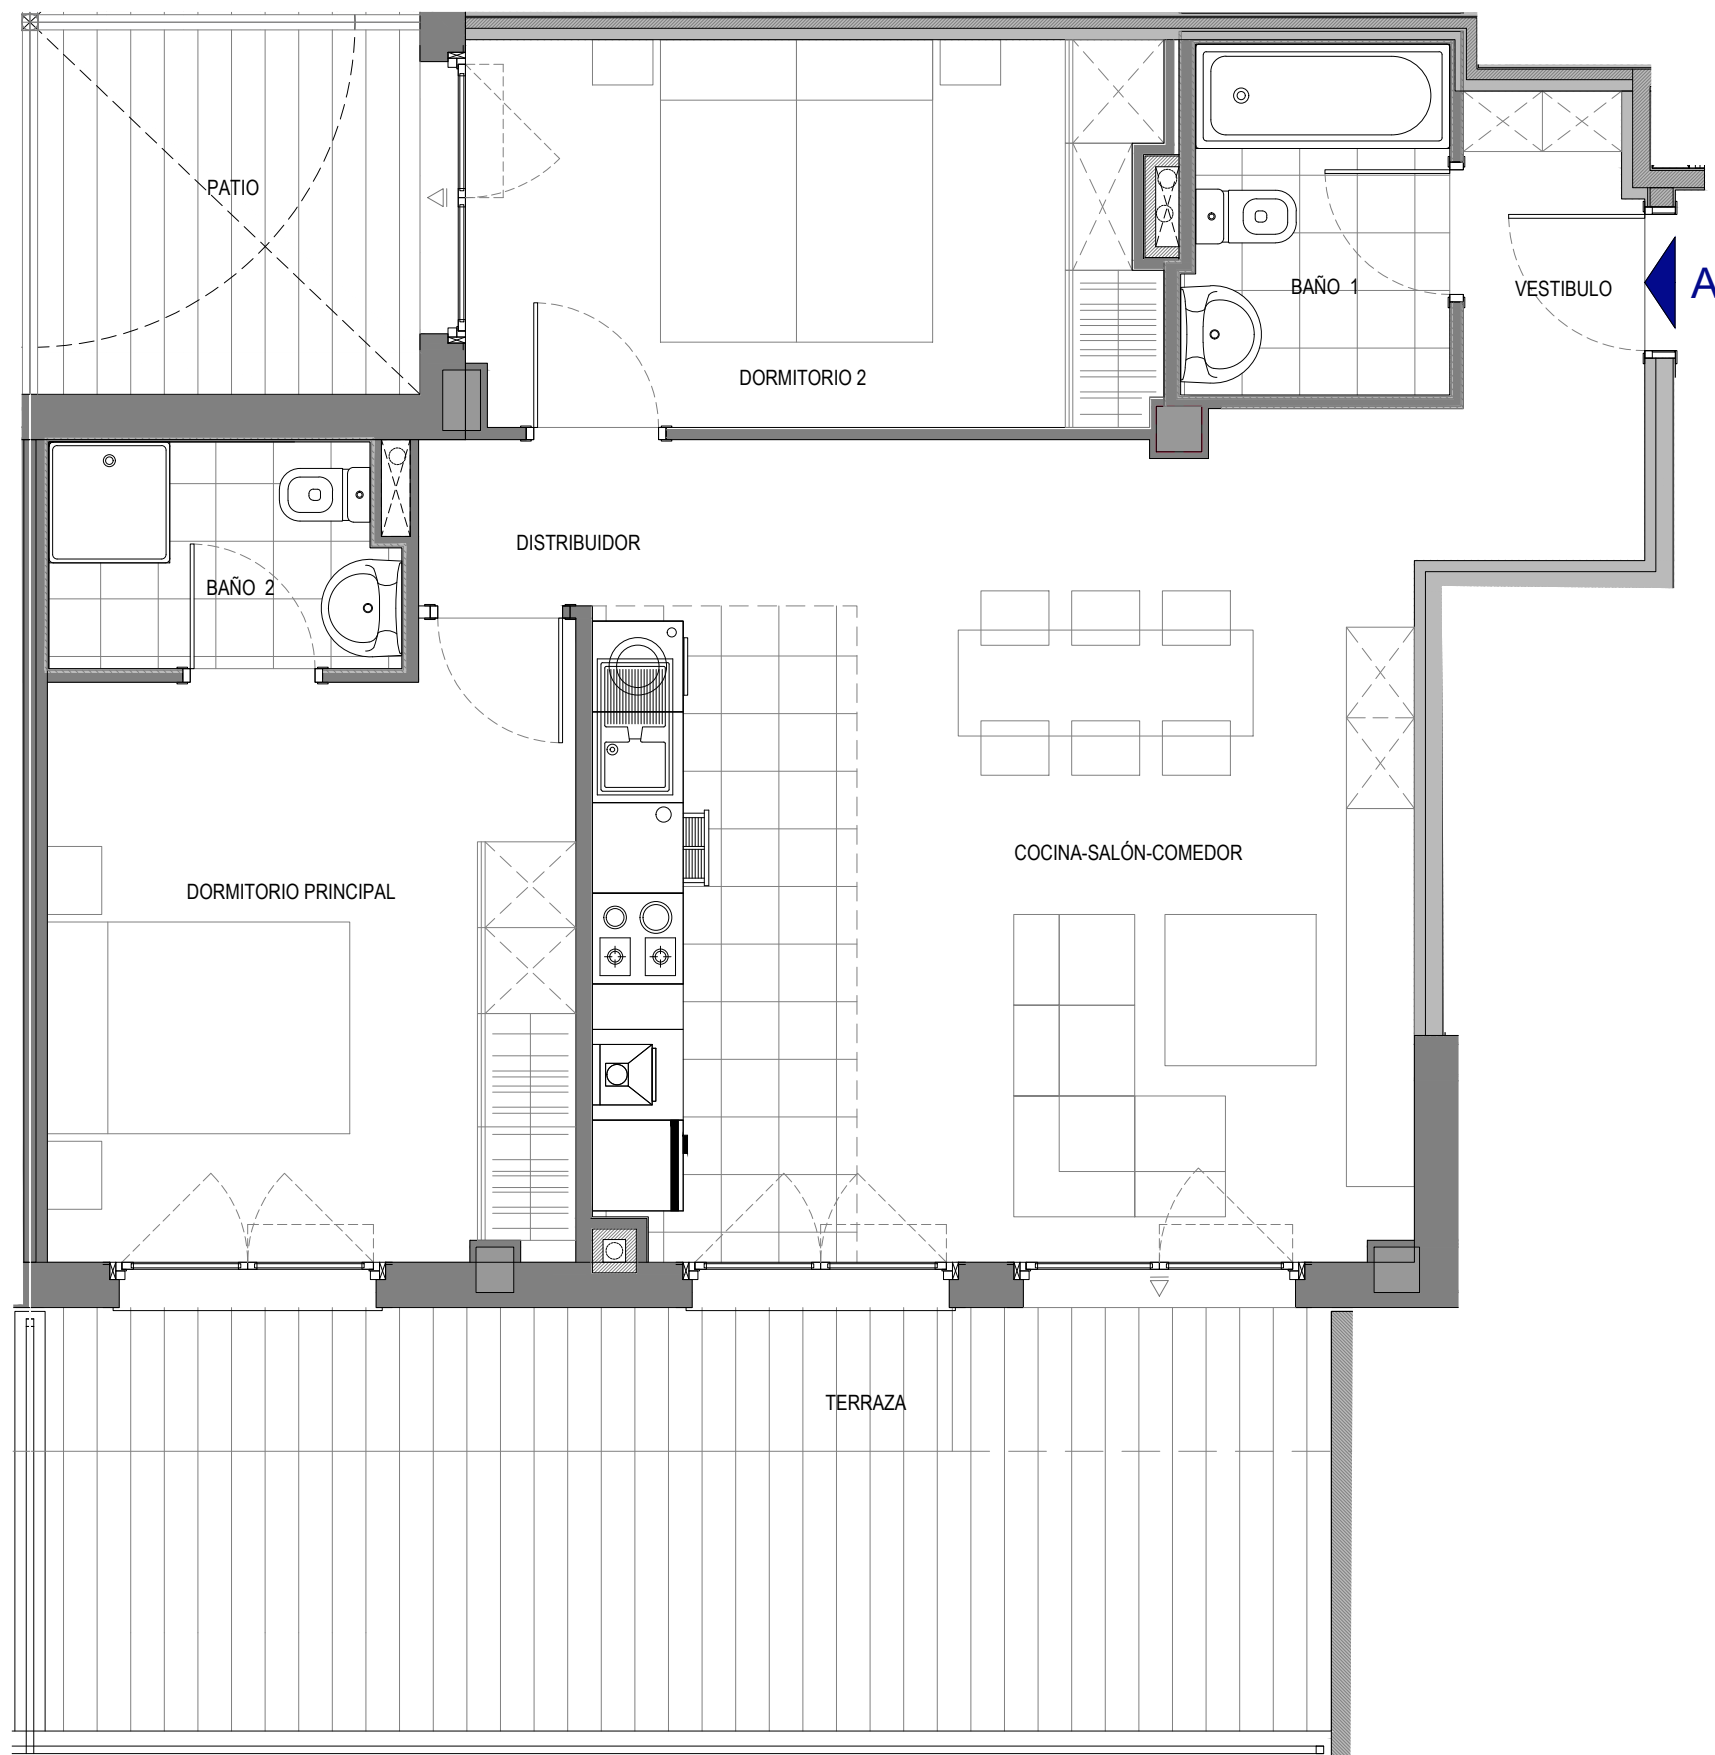 PATIO
BAÑO 1
VESTIBULO
A
DORMITORIO 2
DISTRIBUIDOR
BAÑO 2
COCINA-SALÓN-COMEDOR
DORMITORIO PRINCIPAL
TERRAZA